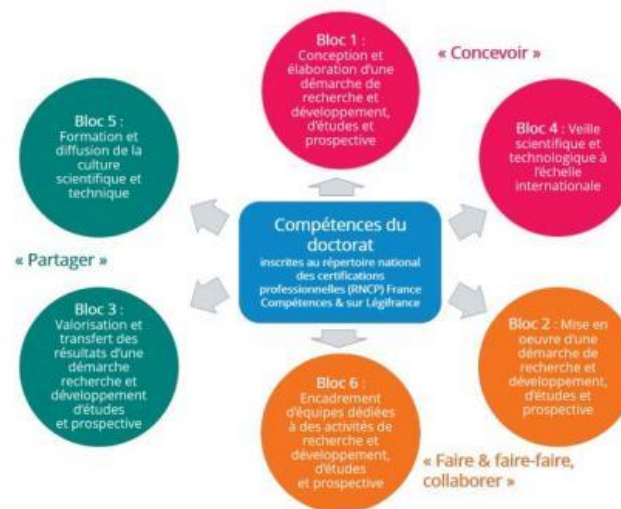 Bloc 1 :
Conception et
élaboration d'une
démarche de
recherche et
développement,
d'études et
prospective
« Concevoir »
Bloc 5 :
Formation et
diffusion de la
culture
scientifique et
technique
Bloc 4 : Veille
scientifique et
technologique à
l'échelle
internationale
Compétences du
doctorat
inscrites au répertoire national
des certifications
professionnelles (RNCP) France
Compétences & sur Légifrance
« Partager »
Bloc 3 :
Valorisation et
transfert des
résultats d'une
démarche
recherche et
développement
d'études
et prospective
Bloc 2 : Mise en
oeuvre d'une
démarche de
recherche et
développement,
d'études et
prospective
Bloc 6 :
Encadrement
d'équipes dédiées
à des activités de
recherche et
développement,
d'études
et prospective
« Faire & faire-faire,
collaborer »